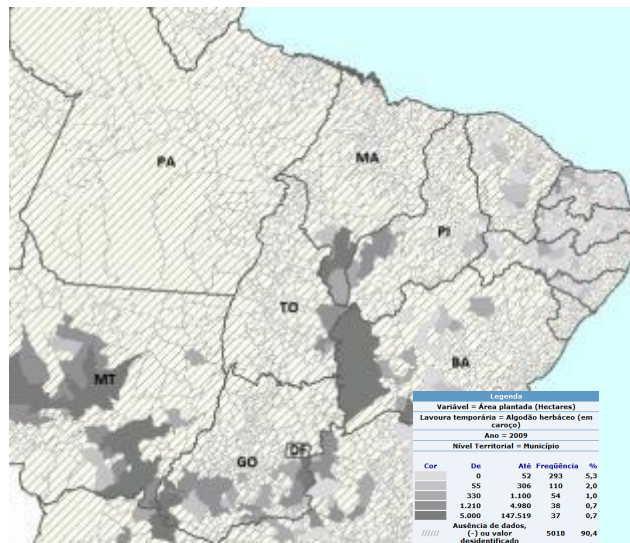 PA
MA
PI
TO
BA
MT
DF
GO
Legenda
Variável = Área plantada (Hectares)
Lavoura temporária = Algodão herbáceo (em
caroço)
Ano = 2009
Nível Territorial = Município
Cor De Até Freqüência %
0 52 293 5,3
55 306 110 2,0
330 1.100 54 1,0
1.210 4.980 38 0,7
5.000 147.519 37 0,7
Ausência de dados,
(-) ou valor
desidentificado
5018 90,4